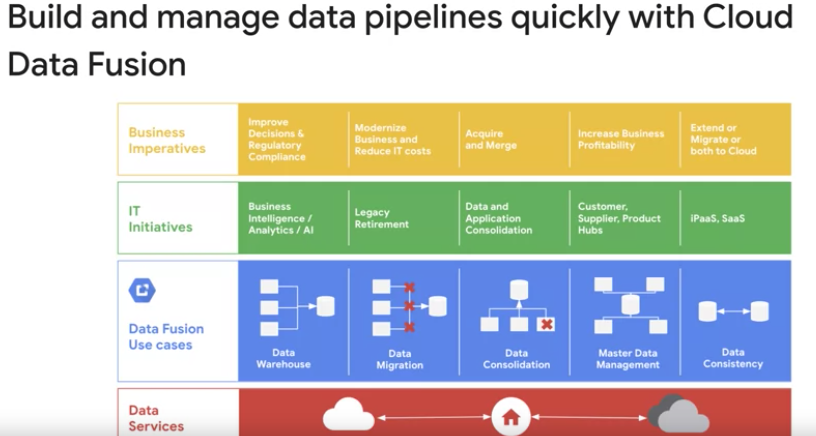 Build and manage data pipelines quickly with Cloud
Data Fusion
Business
Imperatives
Improve
Decisions &
Regulatory
Compliance
Modernize
Business and
Reduce IT costs
Acquire
and Merge
Increase Business
Profitability
Extend or
Migrate or
both to Cloud
IT
Initiatives
Business
Intelligence /
Analytics / AI
Legacy
Retirement
Data and
Application
Consolidation
Customer,
Supplier, Product
Hubs
iPaaS, SaaS
Data Fusion
Use cases
Data
Warehouse
Data
Migration
Data
Consolidation
Master Data
Management
Data
Consistency
Data
Services